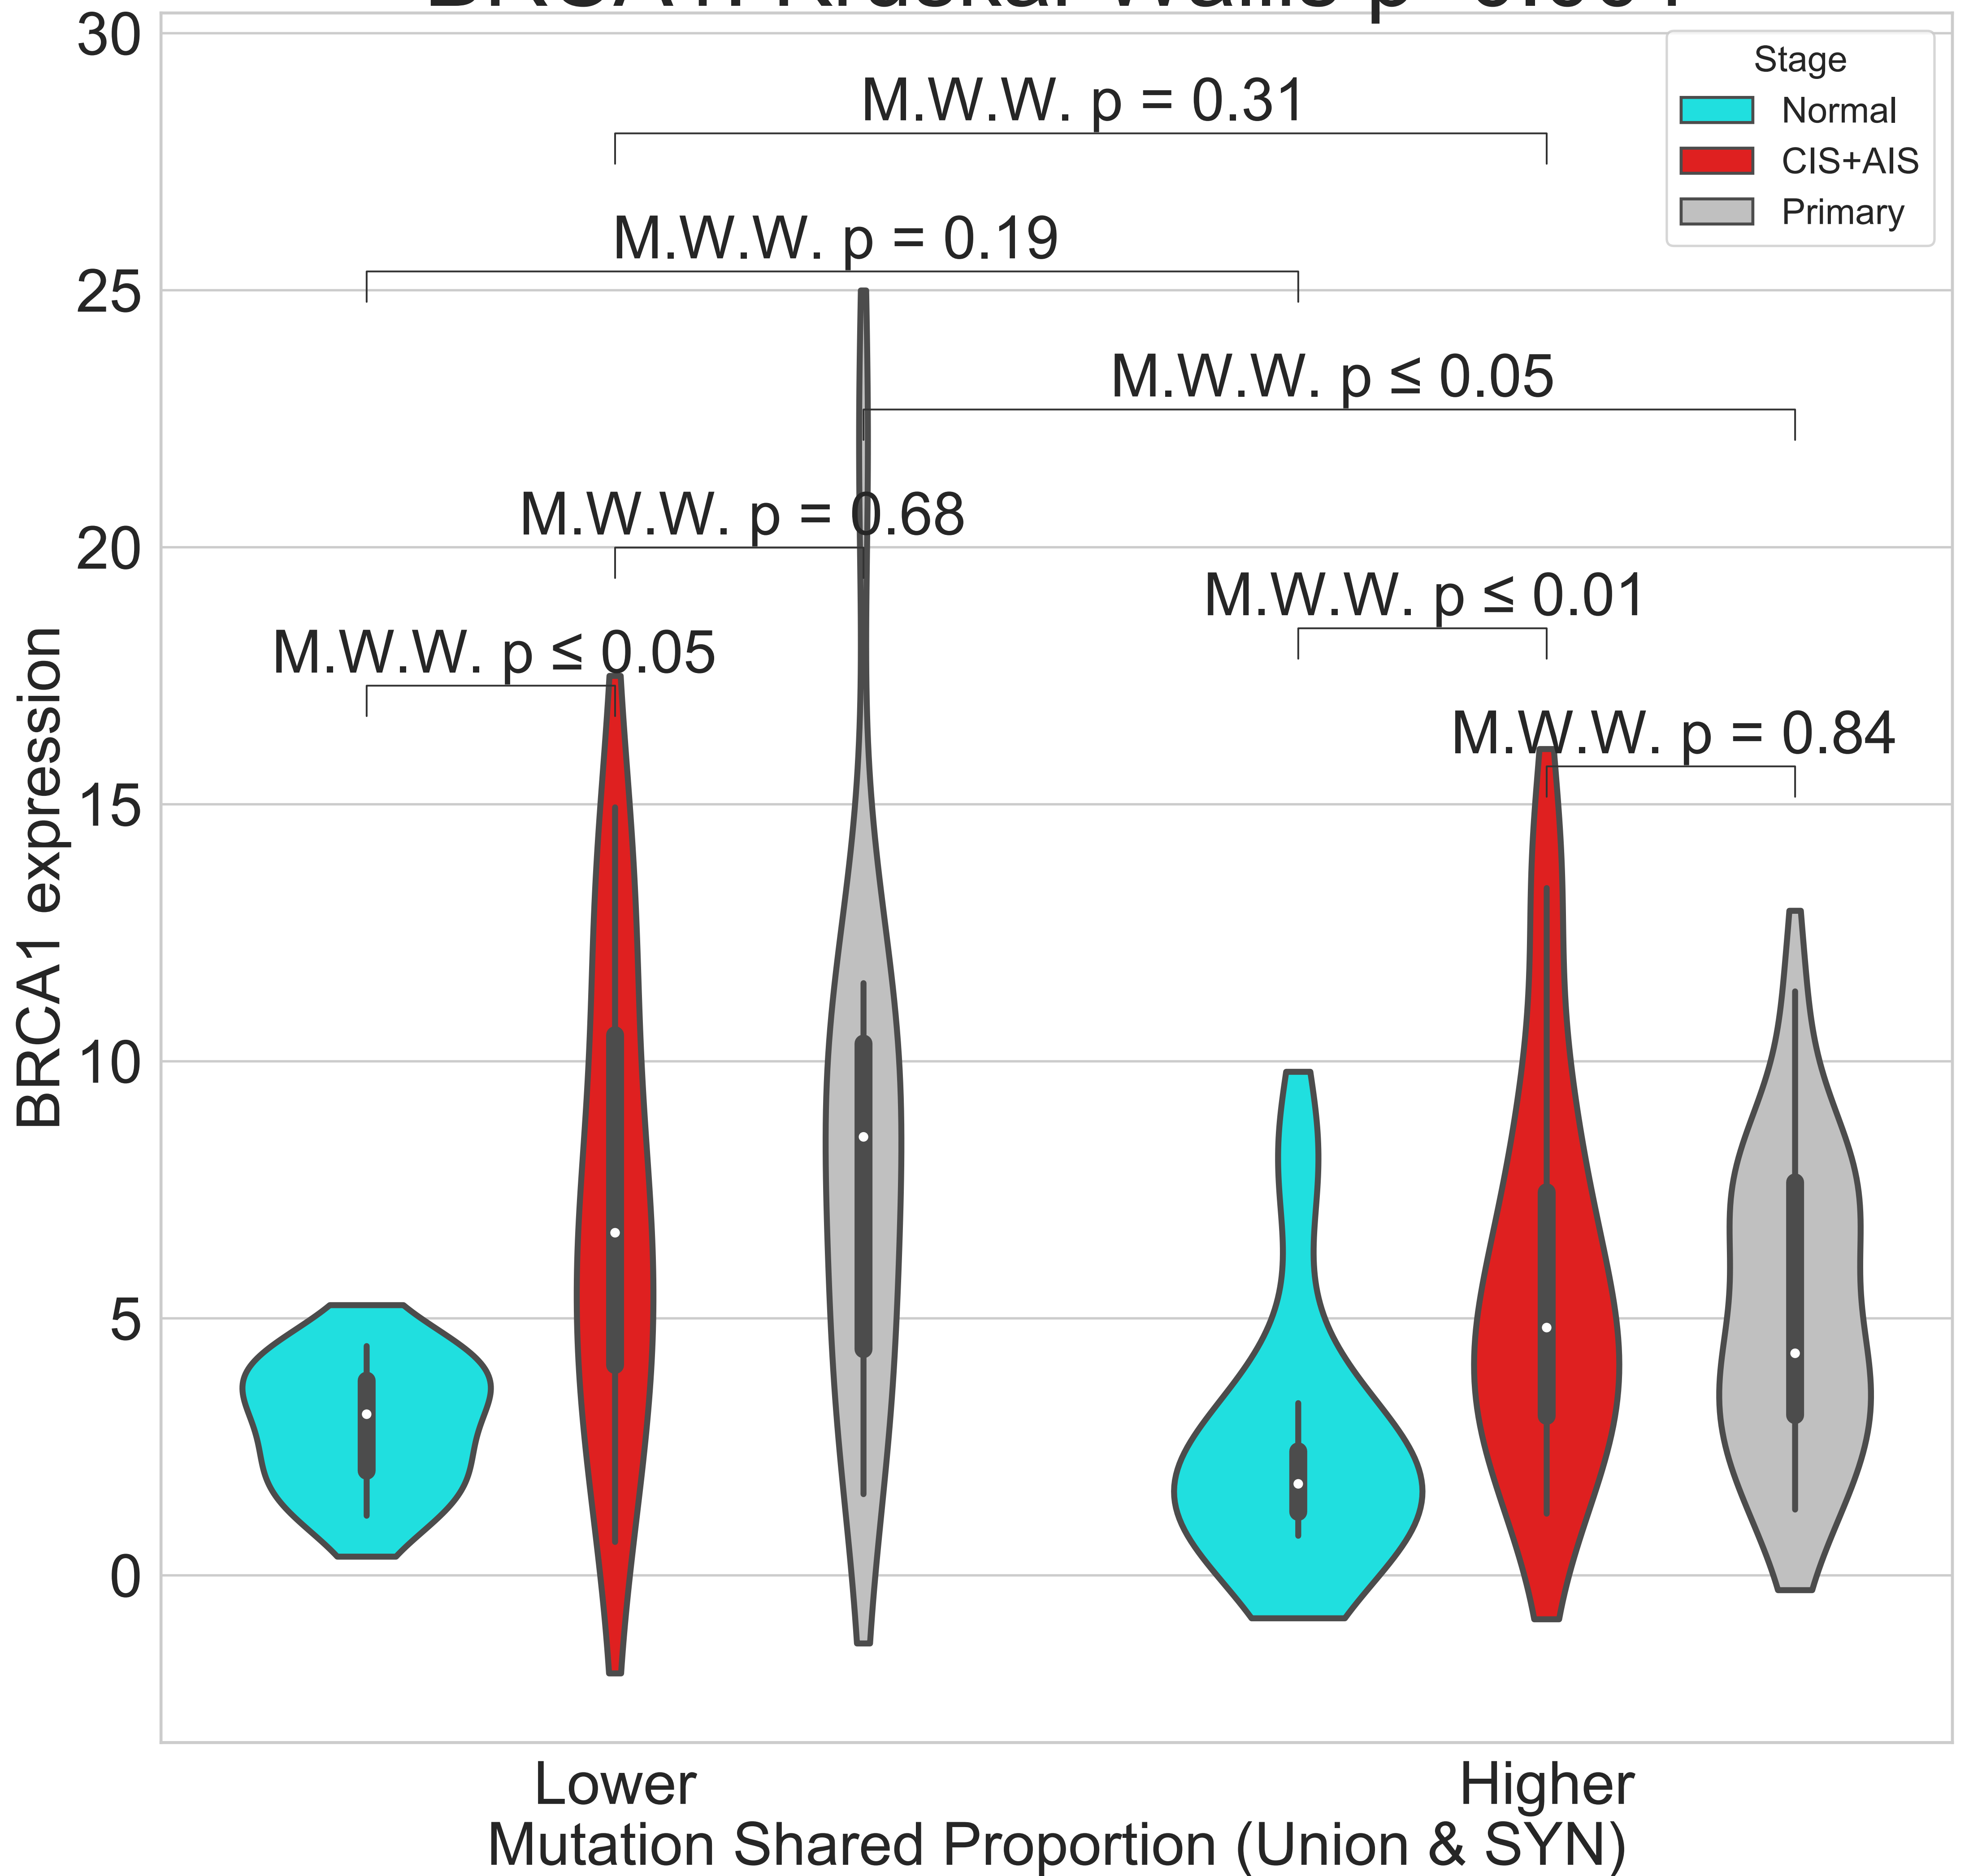 30
Stage
Normal
CIS+AIS
Primary
M.W.W. p = 0.31
M.W.W. p = 0.19
25
M.W.W. p ≤ 0.05
M.W.W. p = 0.68
20
M.W.W. p ≤ 0.01
M.W.W. p ≤ 0.05
M.W.W. p = 0.84
15
BRCA1 expression
10
5
0
Lower
Higher
Mutation Shared Proportion (Union & SYN)